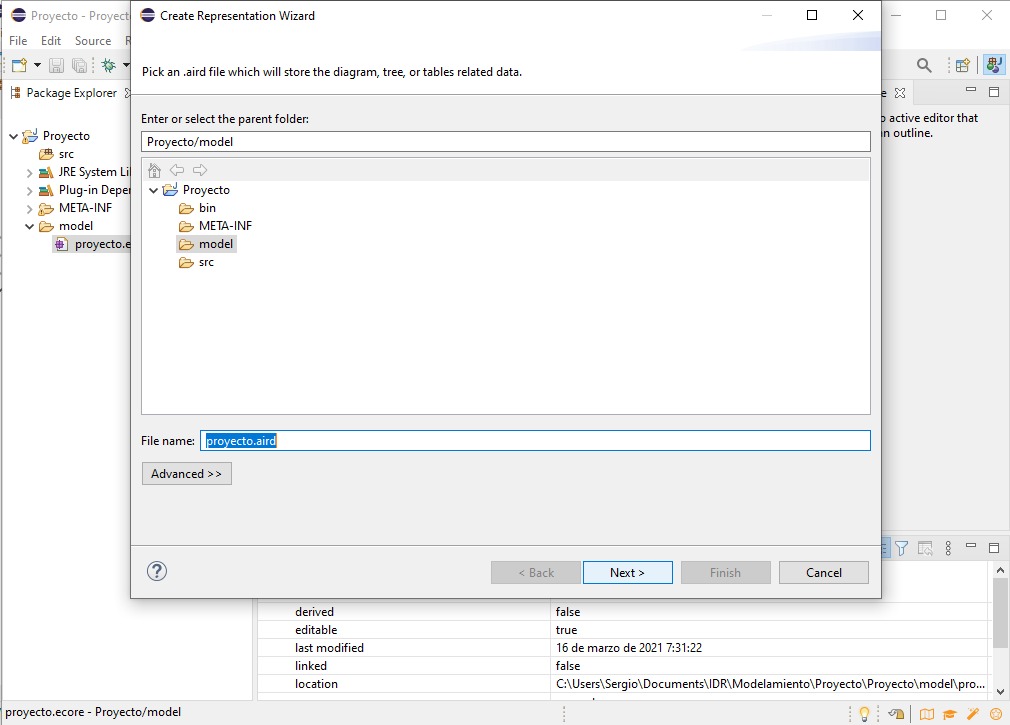 Proyecto - Proyect
Create Representation Wizard
File Edit Source R
Pick an .aird file which will store the diagram, tree, or tables related data.
Package Explorer
Enter or select the parent folder:
Proyecto/model
o active editor that
n outline.
Proyecto
src
JRE System Li
Plug-in Deper
META-INF
model
proyecto.e
Proyecto
bin
META-INF
model
src
File name: proyecto.aird
Advanced >>
< Back Next > Finish Cancel
derived false
editable true
last modified 16 de marzo de 2021 7:31:22
linked false
location C:\Users\Sergio\Documents\IDR\Modelamiento\Proyecto\Proyecto\model\pro...
proyecto.ecore - Proyecto/model